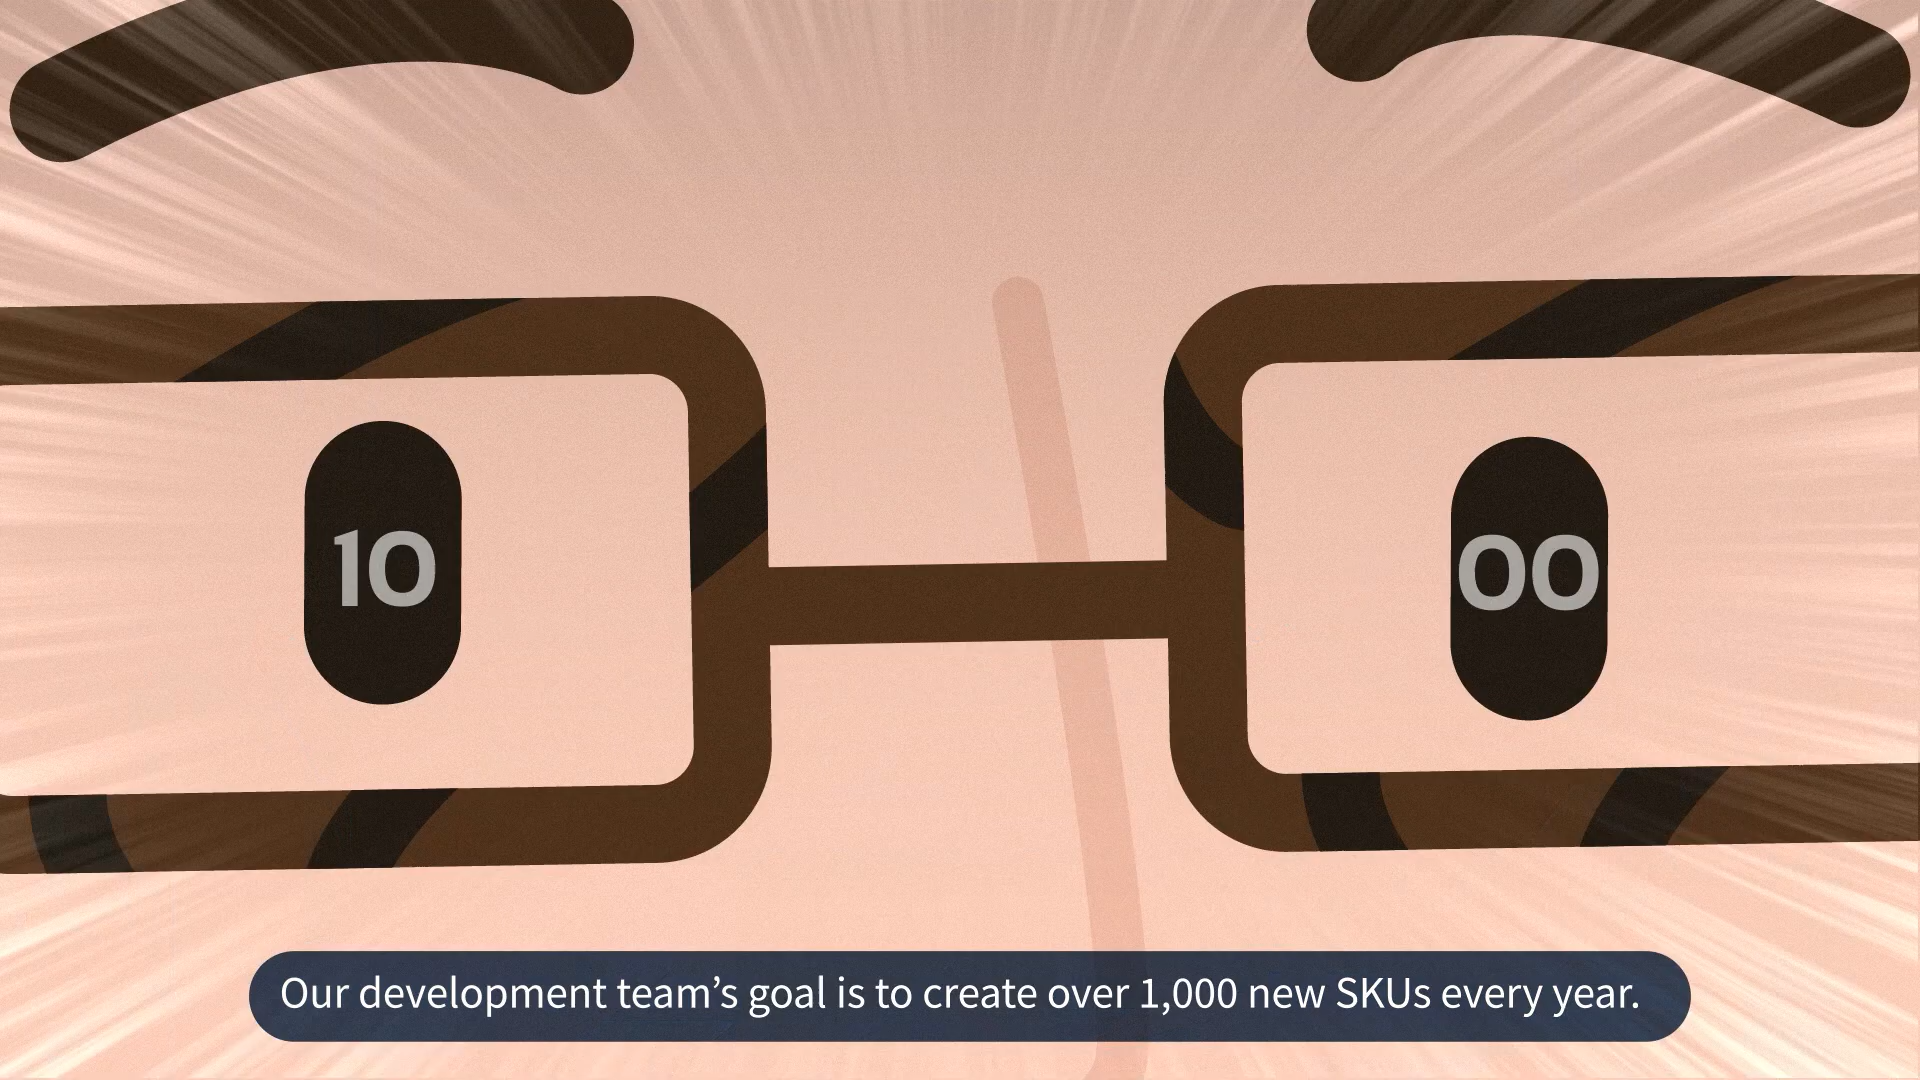 10 00
Our development team’s goal is to create over 1,000 new SKUs every year.